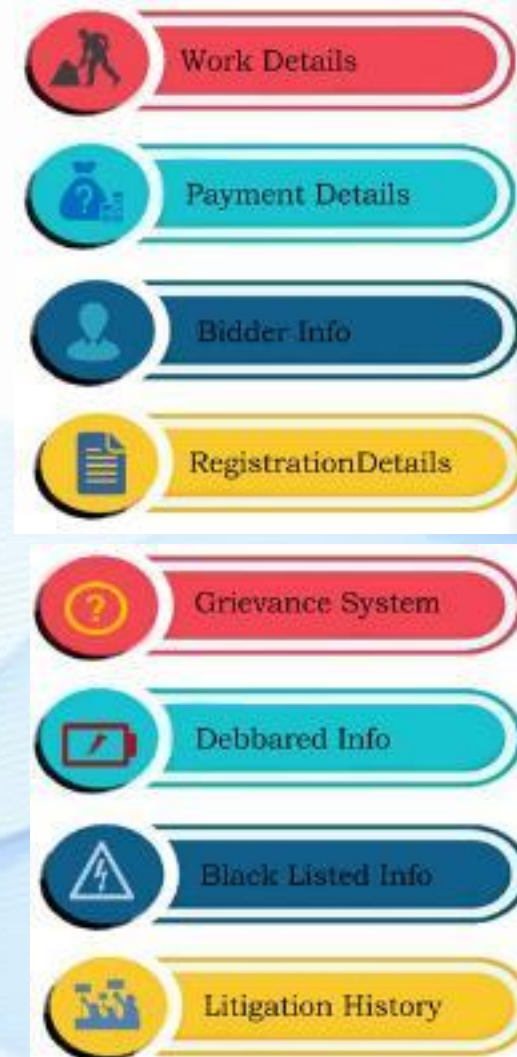 Work Details
Payment Details
Bidder Info
RegistrationDetails
Grievance System
Debbared Info
Black Listed Info
Litigation History